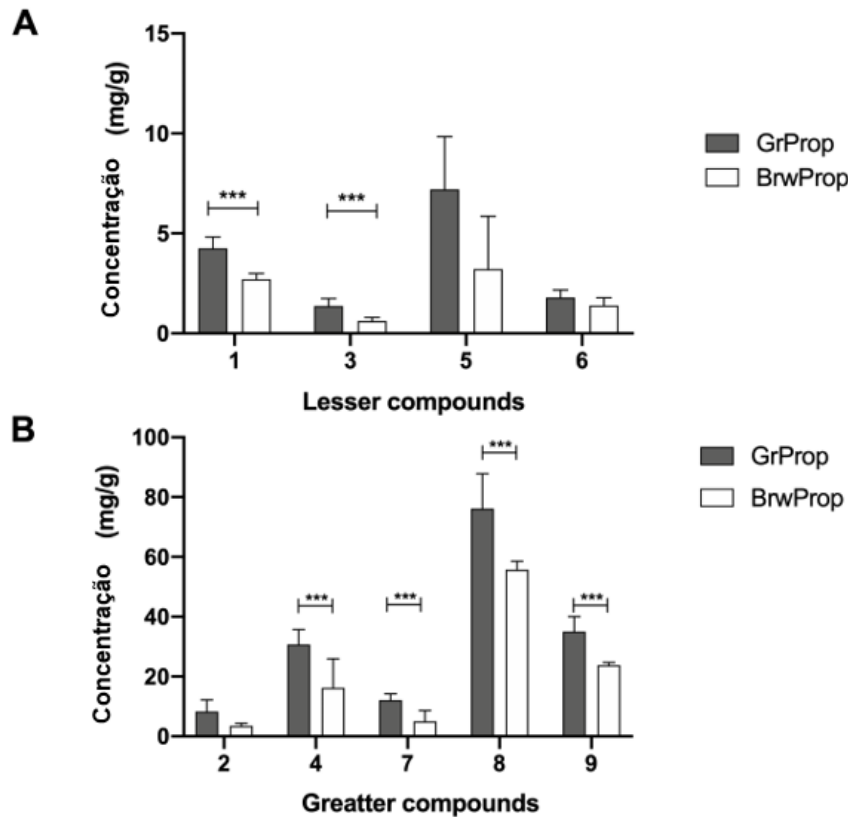 A
Concentração (mg/g)
15
10
5
0
***
***
1 3 5 6
Lesser compounds
GrProp
BrwProp
B
Concentração (mg/g)
100
80
60
40
20
0
***
***
***
***
2 4 7 8 9
Greatter compounds
GrProp
BrwProp